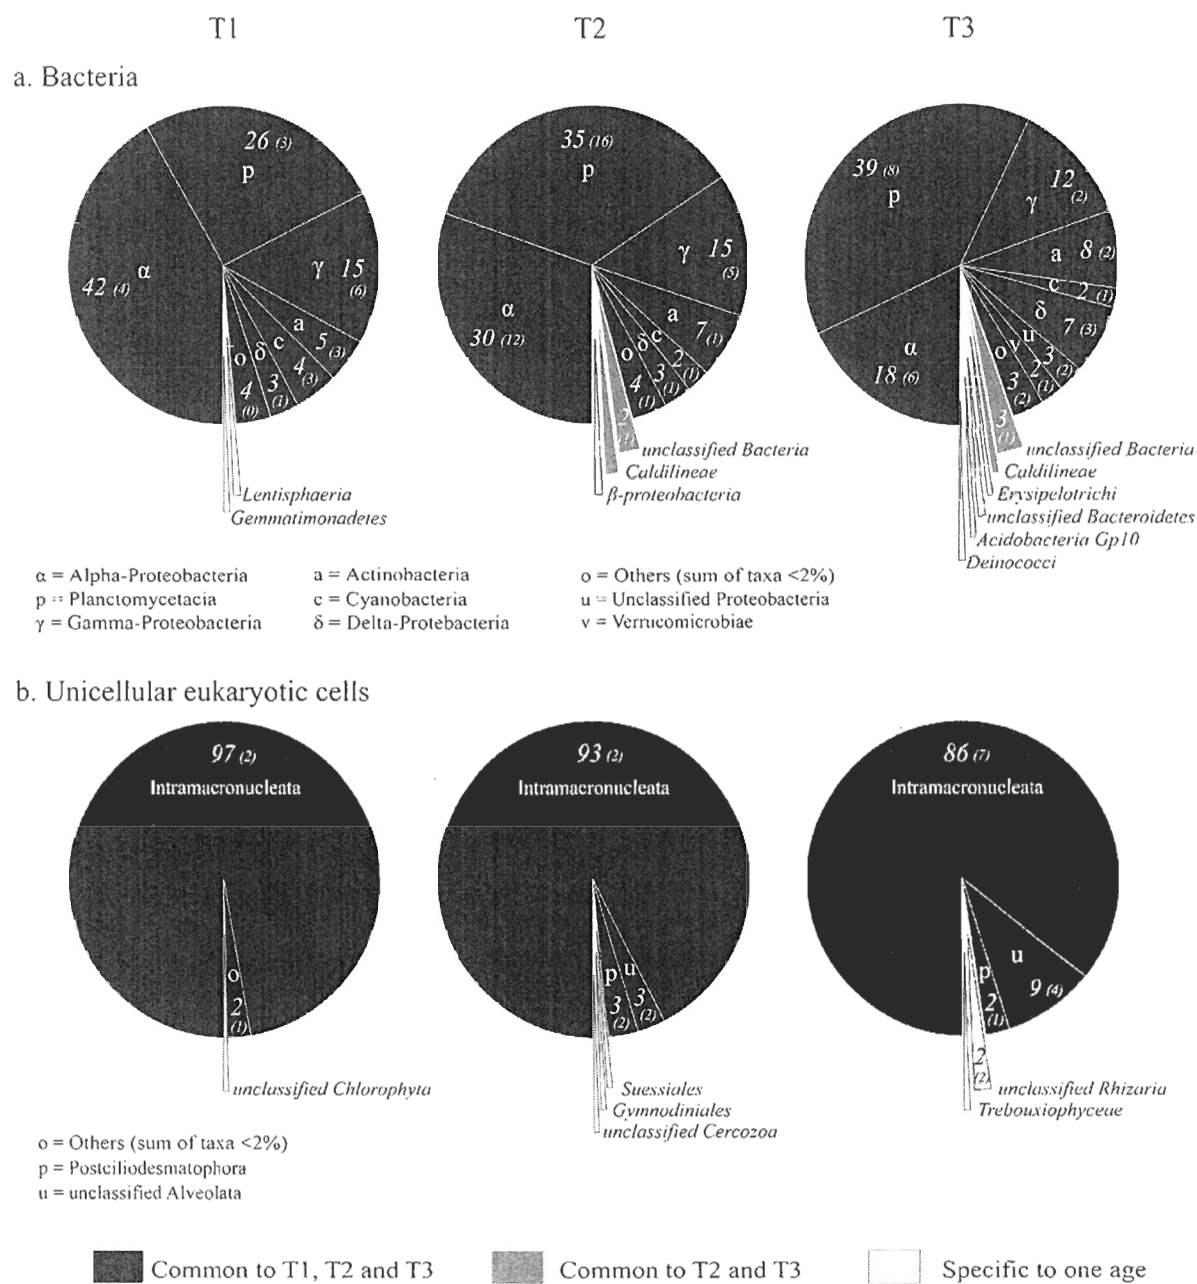 T1 T2 T3
a. Bacteria
26 (3)
p
42 (4) α
γ 15
(6)
a
5 (3)
c
4
(3)
δ
3
(1)
o
4
(0)
Lentisphaeria
Gemmatimonadetes
35 (16)
p
γ 15
(5)
α
30 (12)
a
7 (1)
c
2
(1)
δ
3
(1)
o
4
(1)
2
unclassified Bacteria
Caldilineae
β-proteobacteria
39 (8)
p
12
γ (2)
a 8 (2)
c 2 (1)
δ
7 (3)
u
3
(2)
v
2
(1)
o
3
(2)
α
18 (6)
3
(1)
unclassified Bacteria
Caldilineae
Erysipelotrichi
unclassified Bacteroidetes
Acidobacteria Gp10
Deinococci
α = Alpha-Proteobacteria a = Actinobacteria o = Others (sum of taxa <2%)
p = Planctomycetacia c = Cyanobacteria u = Unclassified Proteobacteria
γ = Gamma-Proteobacteria δ = Delta-Protebacteria v = Verrucomicrobiae
b. Unicellular eukaryotic cells
97 (2)
Intramacronucleata
o
2
(1)
unclassified Chlorophyta
93 (2)
Intramacronucleata
p u
3 3
(2) (2)
Suessiales
Gymnodiniales
unclassified Cercozoa
86 (7)
Intramacronucleata
u
9 (4)
p
2
(1)
2
(2)
unclassified Rhizaria
Trebouxiophyceae
o = Others (sum of taxa <2%)
p = Postciliodesmatophora
u = unclassified Alveolata
Common to T1, T2 and T3 Common to T2 and T3 Specific to one age